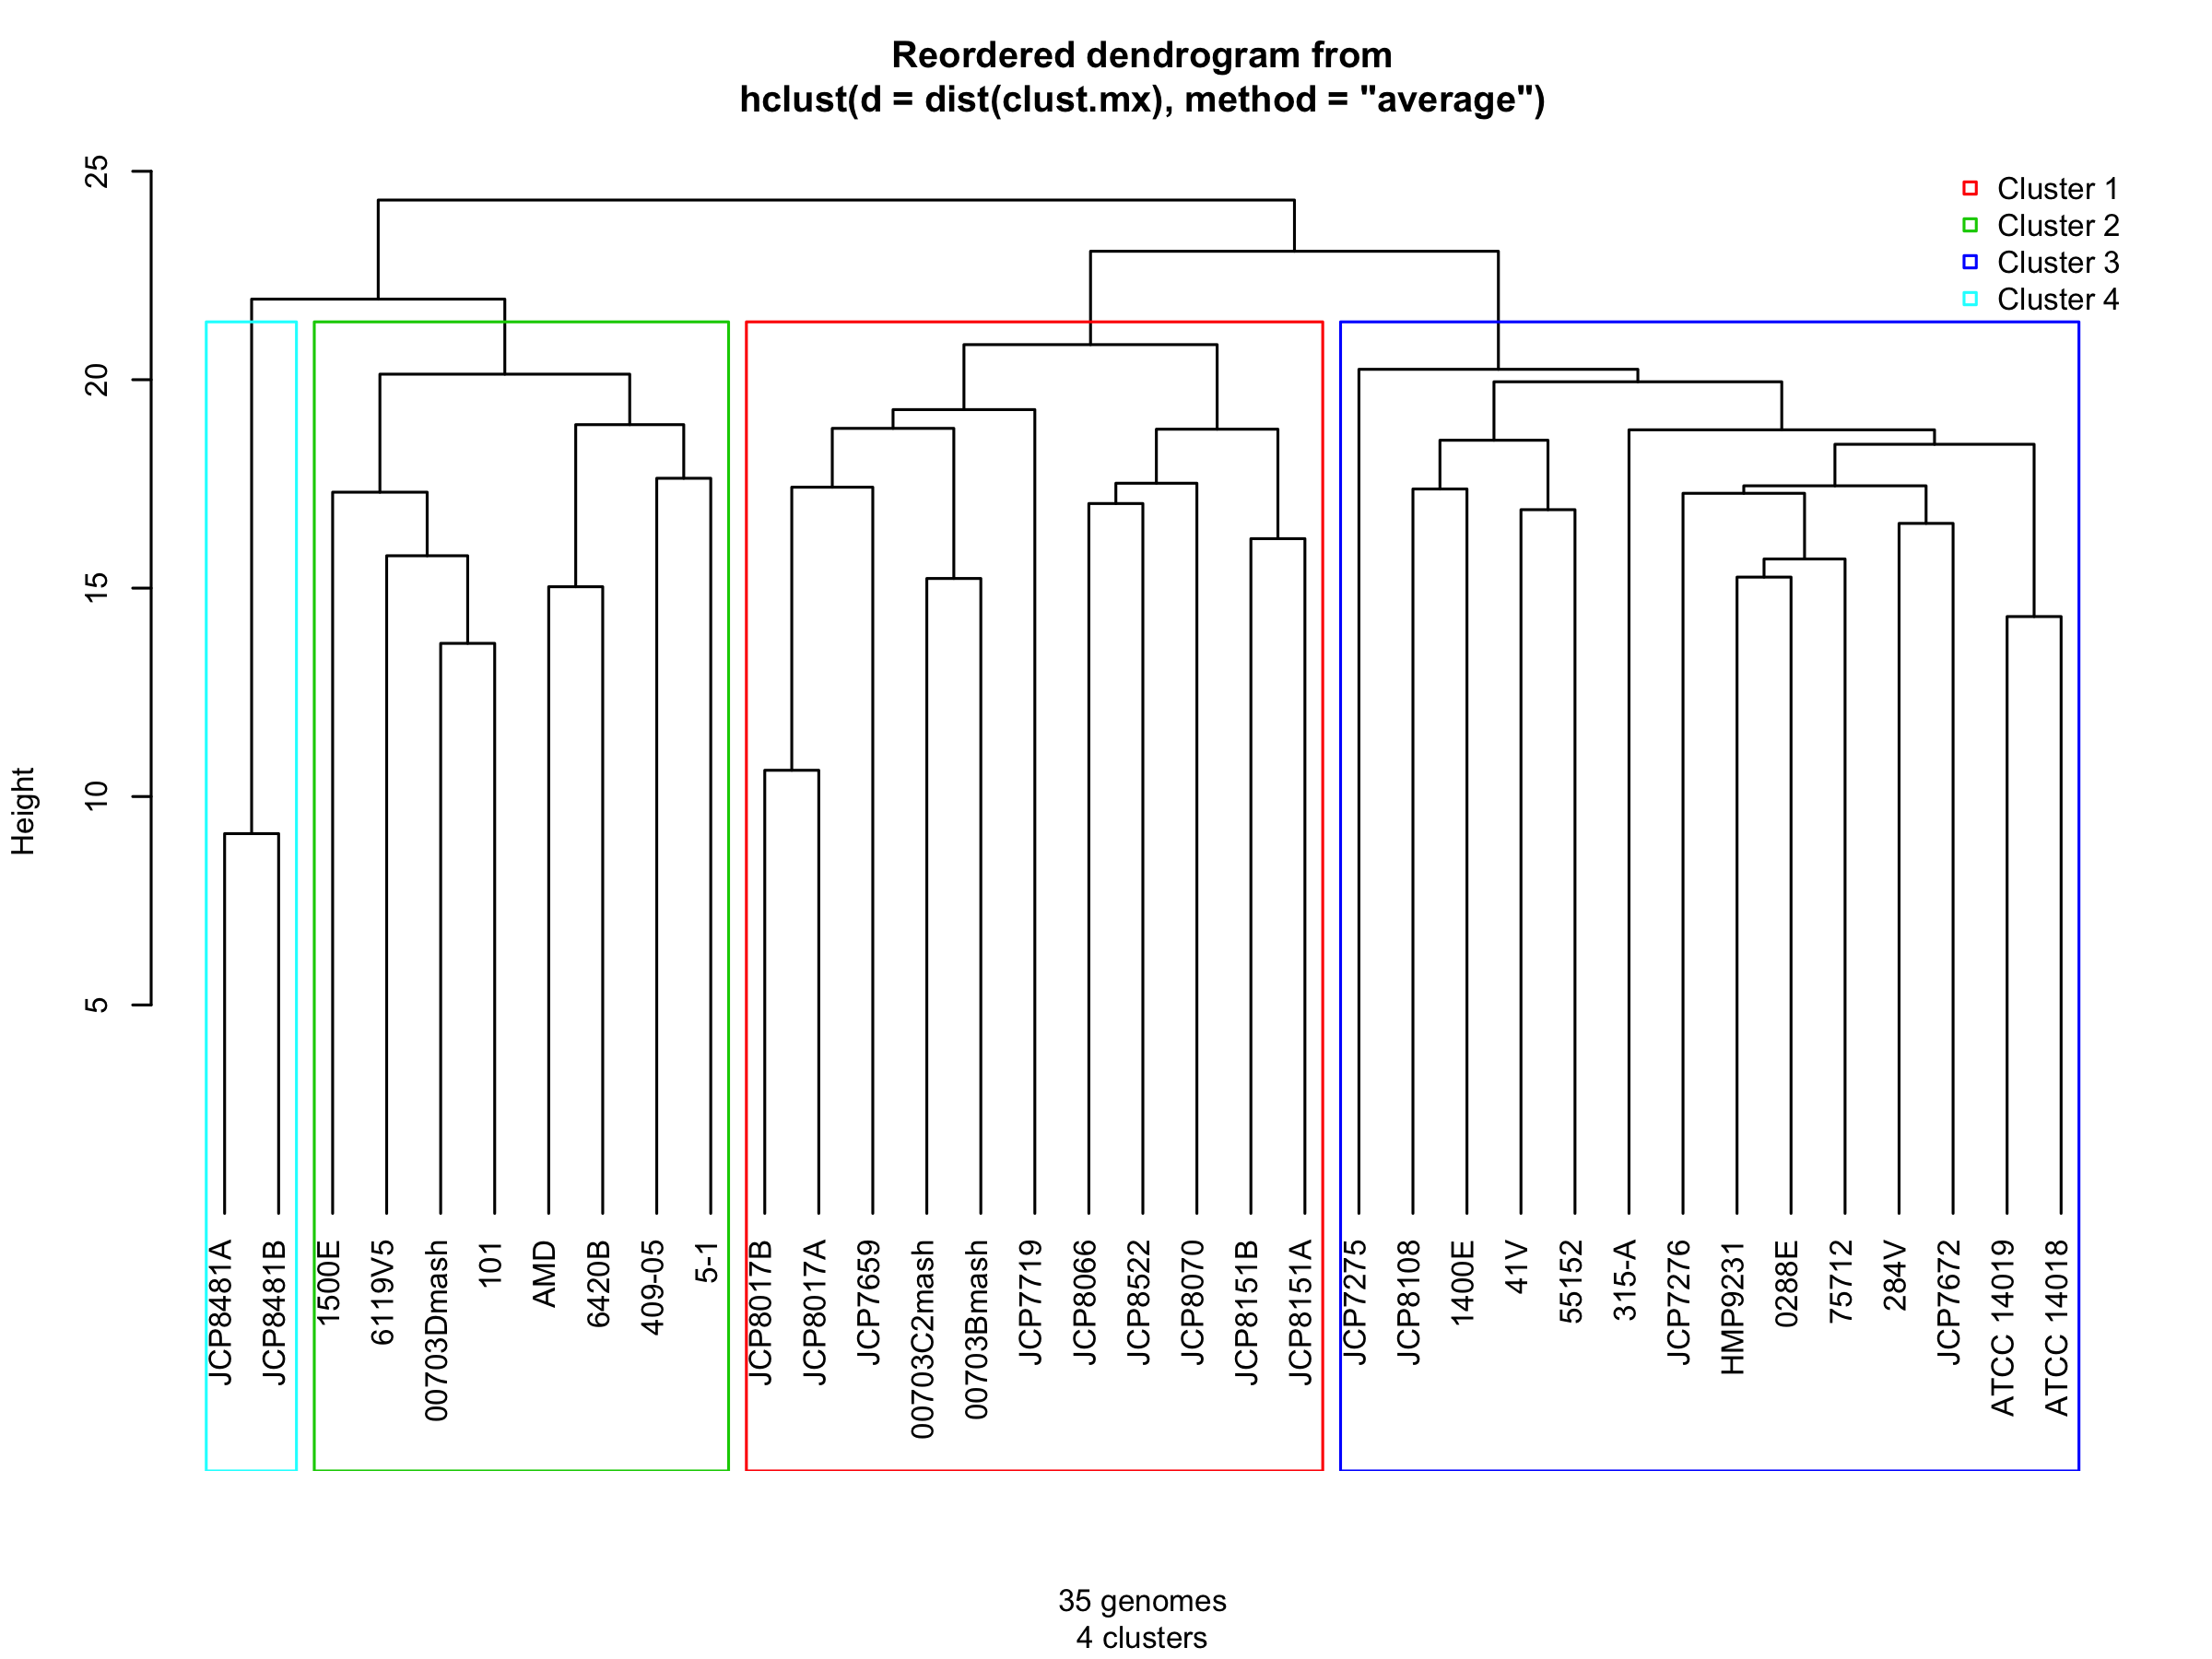 Reordered dendrogram from
hclust(d = dist(clust.mx), method = "average")
Cluster 1
Cluster 2
Cluster 3
Cluster 4
25
20
15
10
5
Height
JCP8481A
JCP8481B
1500E
6119V5
00703Dmash
101
AMD
6420B
409-05
5-1
JCP8017B
JCP8017A
JCP7659
00703C2mash
00703Bmash
JCP7719
JCP8066
JCP8522
JCP8070
JCP8151B
JCP8151A
JCP7275
JCP8108
1400E
41V
55152
315-A
JCP7276
HMP9231
0288E
75712
284V
JCP7672
ATCC 14019
ATCC 14018
35 genomes
4 clusters